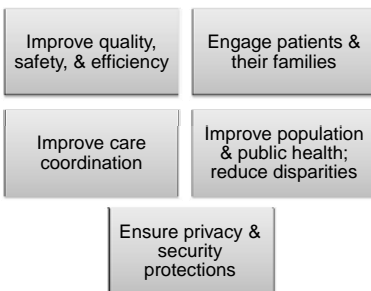 Improve quality,
safety, & efficiency
Engage patients &
their families
Improve care
coordination
Improve population
& public health;
reduce disparities
Ensure privacy &
security
protections